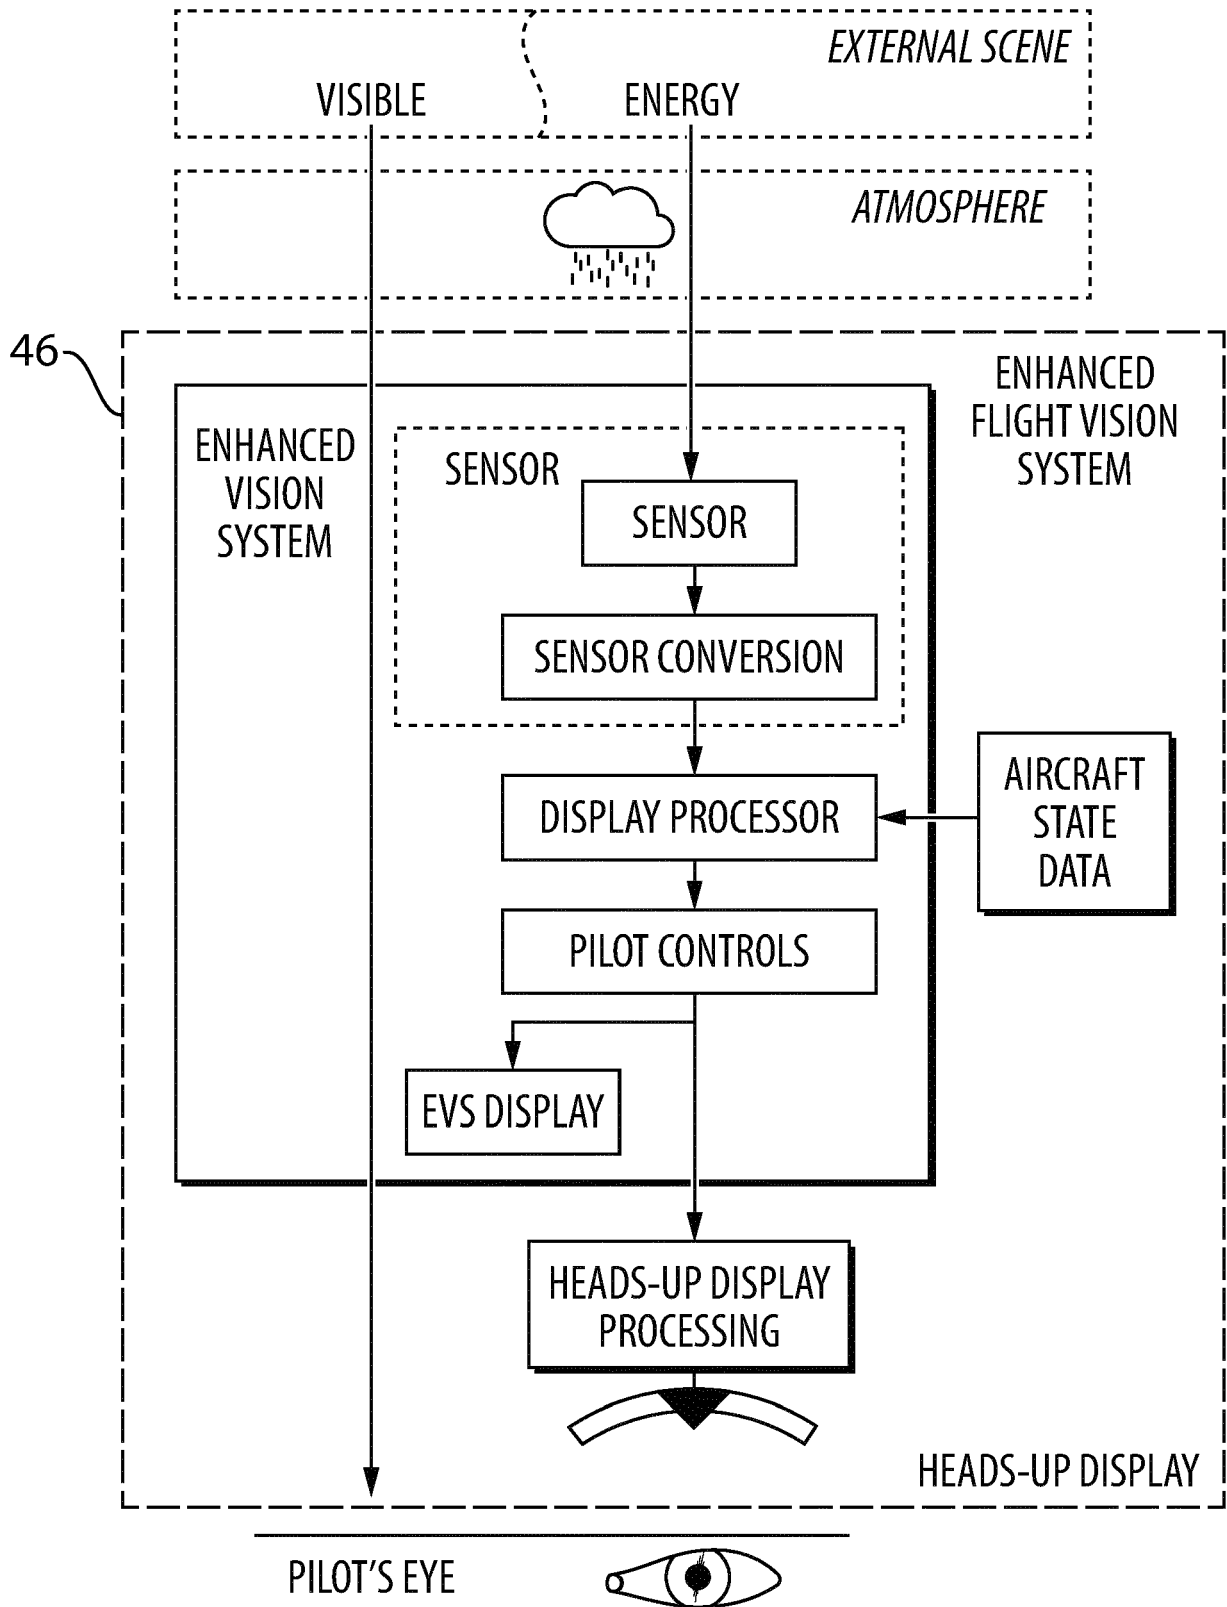 EXTERNAL SCENE
VISIBLE
ENERGY
ATMOSPHERE
46
ENHANCED
FLIGHT VISION
SYSTEM
ENHANCED
VISION
SYSTEM
SENSOR
SENSOR
SENSOR CONVERSION
DISPLAY PROCESSOR
AIRCRAFT
STATE
DATA
PILOT CONTROLS
EVS DISPLAY
HEADS-UP DISPLAY
PROCESSING
HEADS-UP DISPLAY
PILOT'S EYE